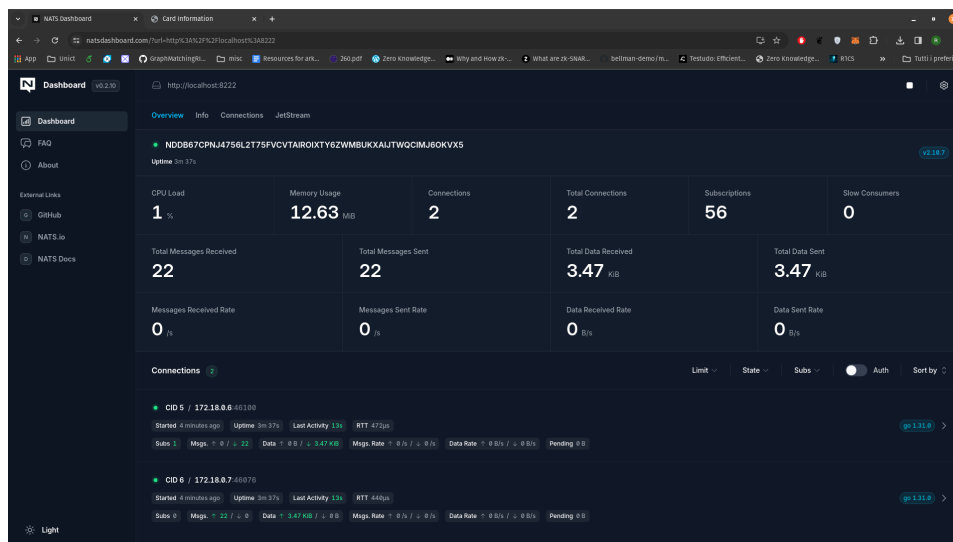 NATS Dashboard
Card Information
natsdashboard.com/?url=http%3A%2F%2Flocalhost%3A8222
App
Unict
GraphMatchingRi...
misc
Resources for ark...
260.pdf
Zero Knowledge...
Why and How zk-...
What are zk-SNAR...
bellman-demo/m...
Testudo: Efficient...
Zero Knowledge...
R1CS
Tutti i preferi
Dashboard v0.2.10
http://localhost:8222
Dashboard
FAQ
About
External Links
G GitHub
N NATS.io
D NATS Docs
Light
Overview Info Connections JetStream
NDDB67CPNJ4756L2T75FVCVTAIROIXTY6ZWMBUKXAIJTWQCIMJ6OKVX5
Uptime 3m 37s
v2.10.7
CPU Load Memory Usage Connections Total Connections Subscriptions Slow Consumers
1 % 12.63 MiB 2 2 56 0
Total Messages Received Total Messages Sent Total Data Received Total Data Sent
22 22 3.47 KiB 3.47 KiB
Messages Received Rate Messages Sent Rate Data Received Rate Data Sent Rate
0 /s 0 /s 0 B/s 0 B/s
Connections 2 Limit State Subs Auth Sort by
CID 5 / 172.18.0.6:46100
Started 4 minutes ago Uptime 3m 37s Last Activity 13s RTT 472µs go 1.31.0
Subs 1 Msgs. ↑ 0 / ↓ 22 Data ↑ 0 B / ↓ 3.47 KiB Msgs. Rate ↑ 0 /s / ↓ 0 /s Data Rate ↑ 0 B/s / ↓ 0 B/s Pending 0 B
CID 6 / 172.18.0.7:46076
Started 4 minutes ago Uptime 3m 37s Last Activity 13s RTT 440µs go 1.31.0
Subs 0 Msgs. ↑ 22 / ↓ 0 Data ↑ 3.47 KiB / ↓ 0 B Msgs. Rate ↑ 0 /s / ↓ 0 /s Data Rate ↑ 0 B/s / ↓ 0 B/s Pending 0 B